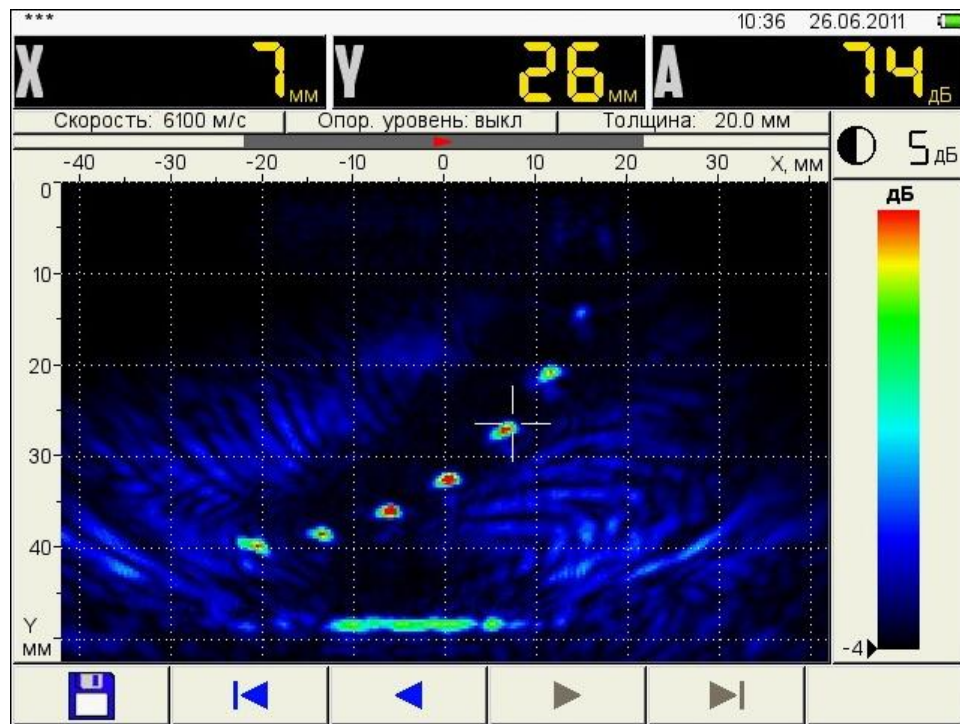 *** 10:36 26.06.2011
X 7 мм Y 26 мм A 74 дБ
Скорость: 6100 м/с Опор. уровень: выкл Толщина: 20.0 мм
5 дБ
-40 -30 -20 -10 0 10 20 30 X, мм
дБ
0
10
20
30
40
Y
мм
-4